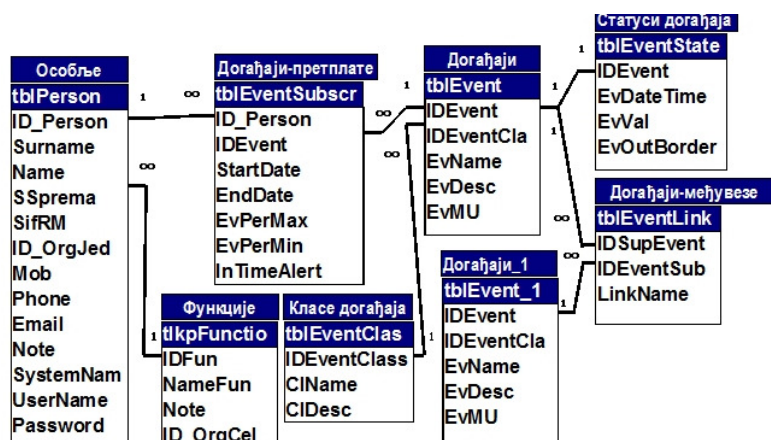 Особље
tblPerson
ID_Person
Surname
Name
SSprema
SifRM
ID_OrgJed
Mob
Phone
Email
Note
SystemNam
UserName
Password
1
∞
∞
1
Догађаји-претплате
tblEventSubscr
ID_Person
IDEvent
StartDate
EndDate
EvPerMax
EvPerMin
InTimeAlert
Функције
tlkpFunctio
IDFun
NameFun
Note
ID_OrgCel
Класе догађаја
tblEventClas
IDEventClass
ClName
ClDesc
1
∞
∞
1
Догађаји
tblEvent
IDEvent
IDEventCla
EvName
EvDesc
EvMU
1
1
1
∞
Догађаји_1
tblEvent_1
IDEvent
IDEventCla
EvName
EvDesc
EvMU
∞
1
Статуси догађаја
tblEventState
IDEvent
EvDateTime
EvVal
EvOutBorder
Догађаји-међувезе
tblEventLink
IDSupEvent
IDEventSub
LinkName